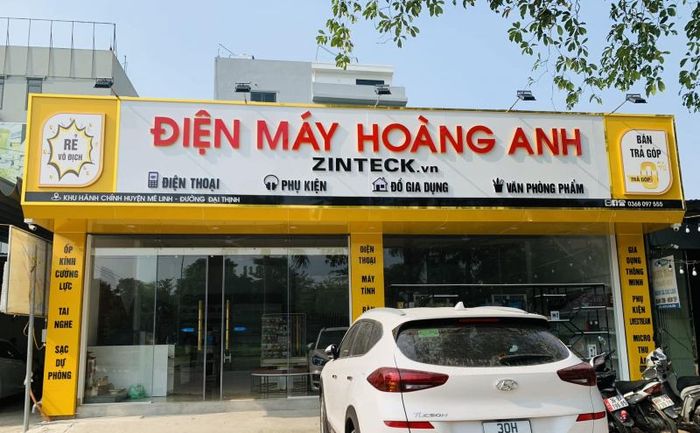 RẺ
VÔ ĐỊCH
ĐIỆN MÁY HOÀNG ANH
ZINTECK.vn
ĐIỆN THOẠI
PHỤ KIỆN
ĐỒ GIA DỤNG
VĂN PHÒNG PHẨM
BÁN
TRẢ GÓP
TRẢ GÓP
KHU HÀNH CHÍNH HUYỆN MÊ LINH - ĐƯỜNG ĐẠI THỊNH
0368 097 555
ỐP
KÍNH
CƯỜNG
LỰC
TAI
NGHE
SẠC
DỰ
PHÒNG
ĐIỆN
THOẠI
MÁY
TÍNH
BÀN
GIA
DỤNG
THÔNG
MINH
PHỤ
KIỆN
LIVESTREAM
MICRO
THU
TUCSON
30H